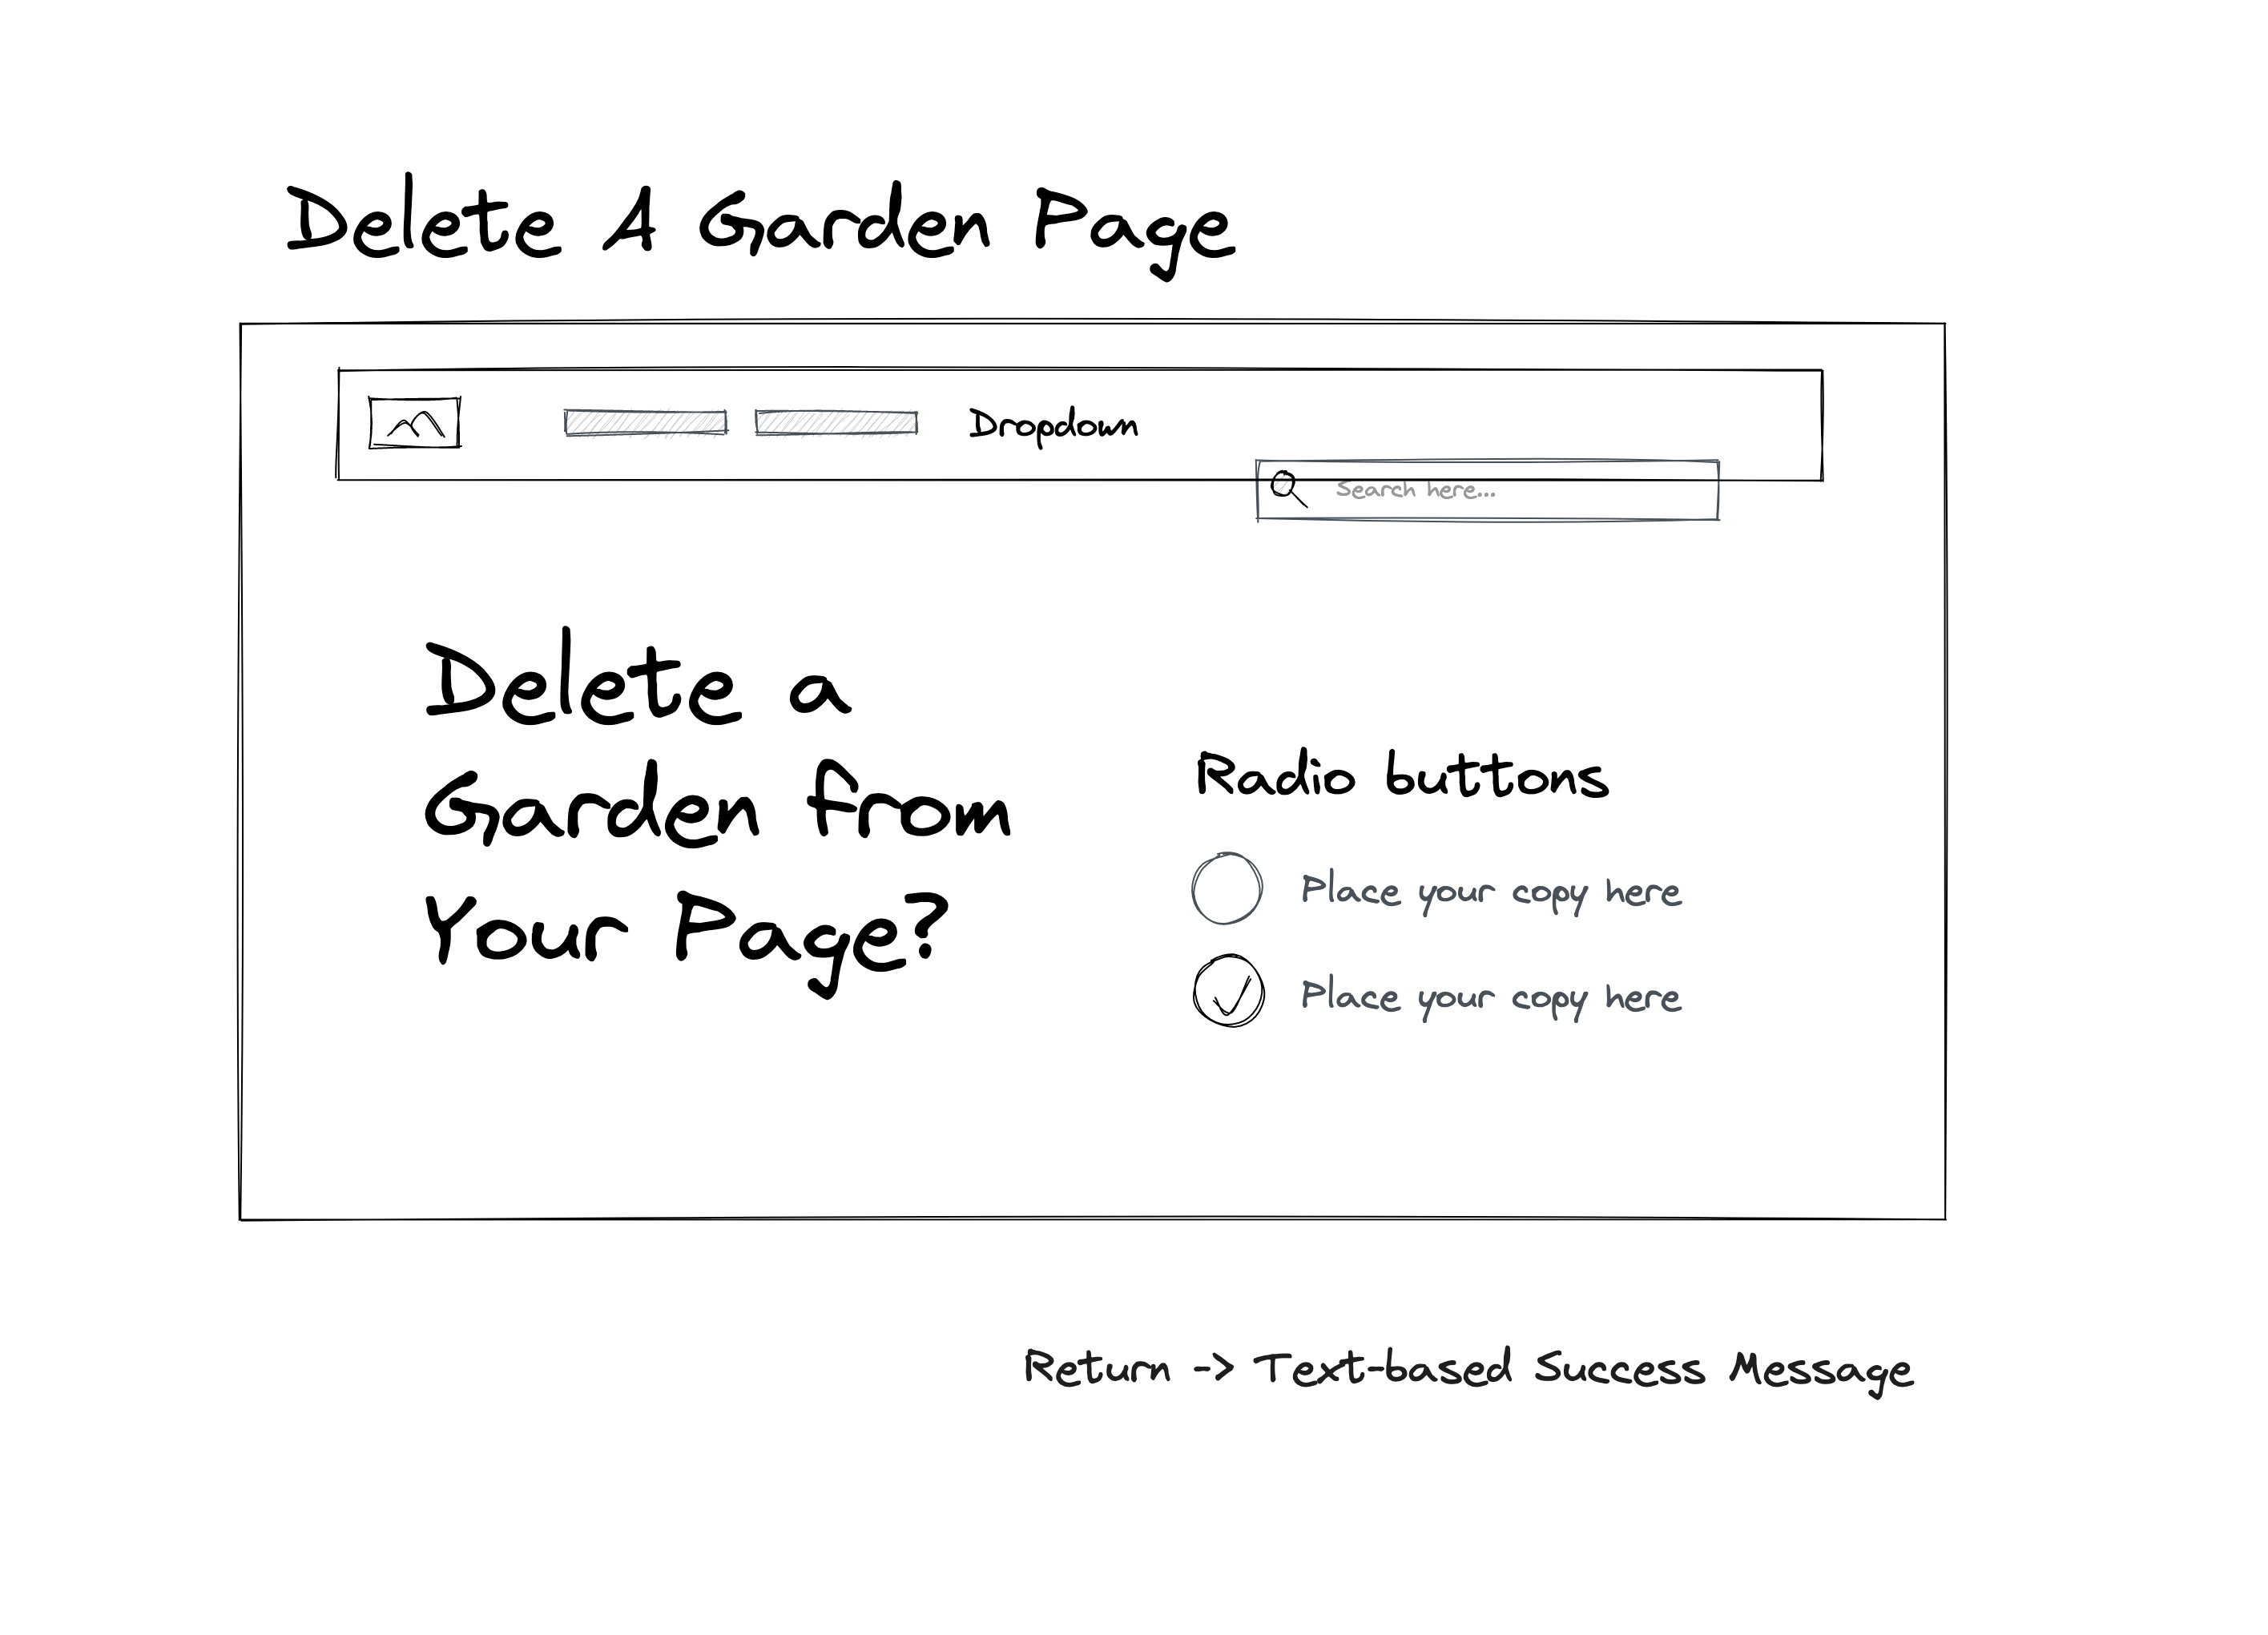 Delete A Garden Page
Dropdown
Search here...
Delete a
Garden from
Your Page?
Radio buttons
Place your copy here
Place your copy here
Return -> Text-based Success Message